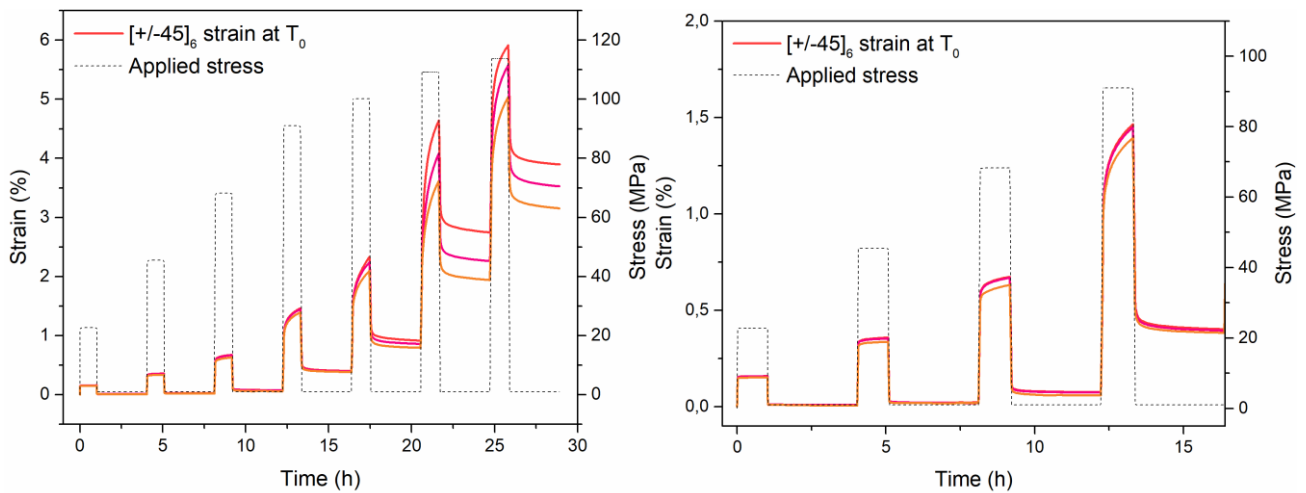 [+/-45]₆ strain at T₀
Applied stress
6
5
4
3
2
1
0
Strain (%)
120
100
80
60
40
20
0
Stress (MPa)
0 5 10 15 20 25 30
Time (h)
[+/-45]₆ strain at T₀
Applied stress
2,0
1,5
1,0
0,5
0,0
Strain (%)
100
80
60
40
20
0
Stress (MPa)
0 5 10 15
Time (h)